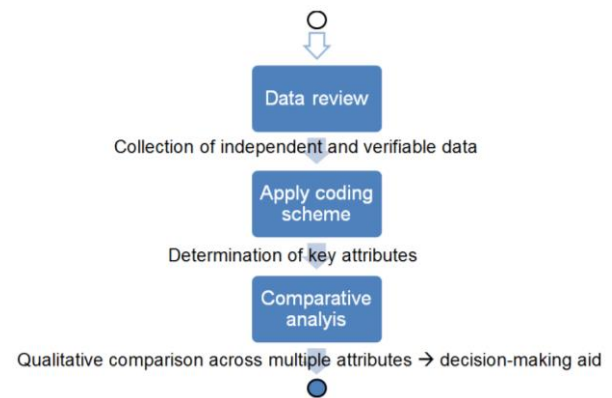 Data review
Collection of independent and verifiable data
Apply coding
scheme
Determination of key attributes
Comparative
analyis
Qualitative comparison across multiple attributes → decision-making aid